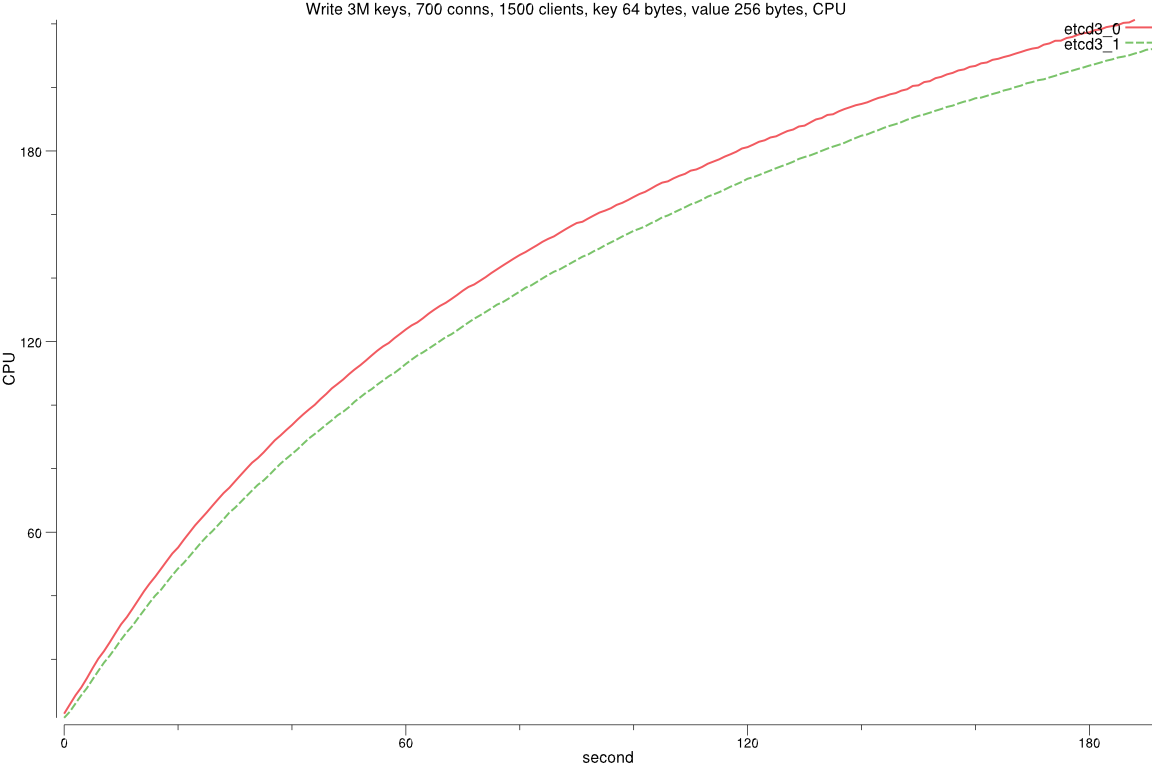 Write 3M keys, 700 conns, 1500 clients, key 64 bytes, value 256 bytes, CPU
etcd3_0
etcd3_1
180
120
60
CPU
0
60
120
180
second